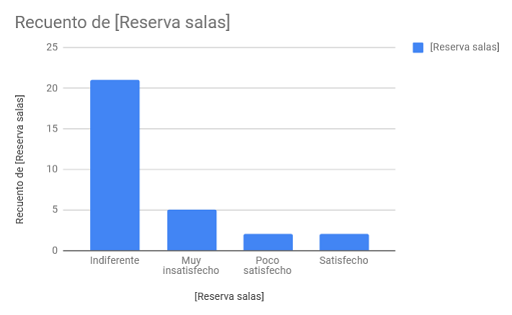 Recuento de [Reserva salas]
[Reserva salas]
Recuento de [Reserva salas]
25
20
15
10
5
0
Indiferente
Muy
insatisfecho
Poco
satisfecho
Satisfecho
[Reserva salas]